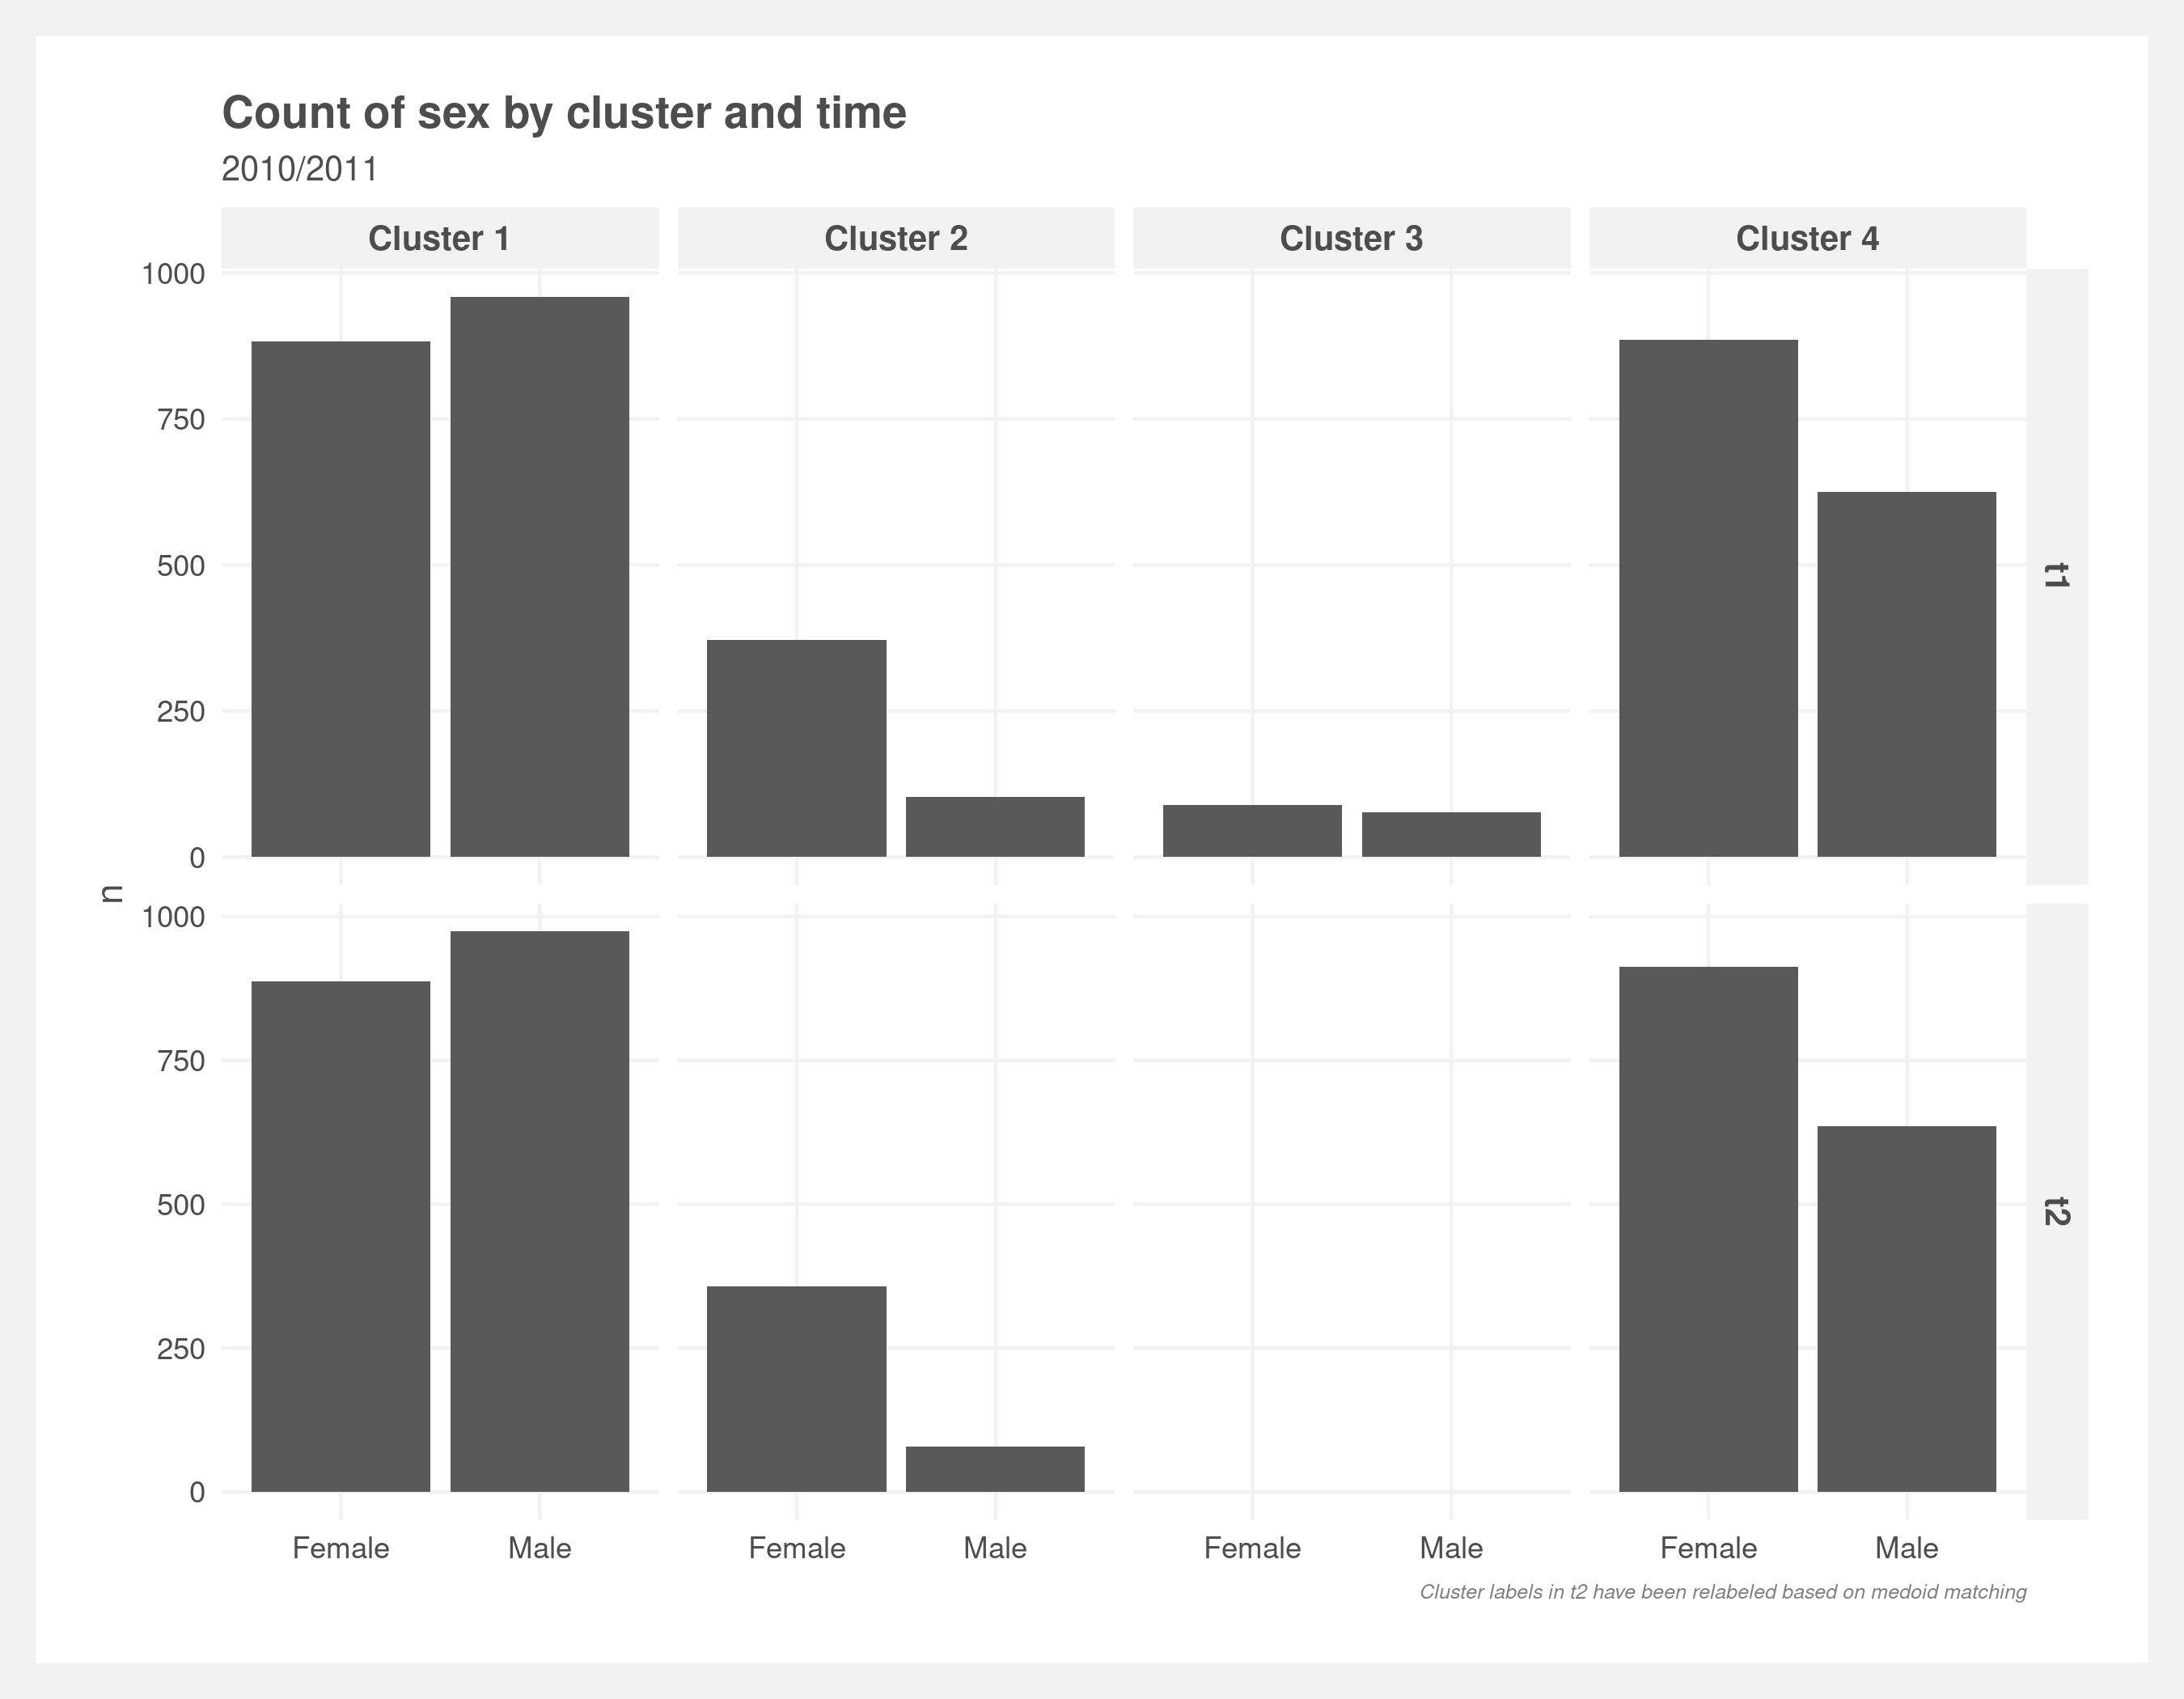 Count of sex by cluster and time
2010/2011
Cluster 1 Cluster 2 Cluster 3 Cluster 4
1000
750
500
250
0
t1
n
1000
750
500
250
0
t2
Female Male Female Male Female Male Female Male
Cluster labels in t2 have been relabeled based on medoid matching